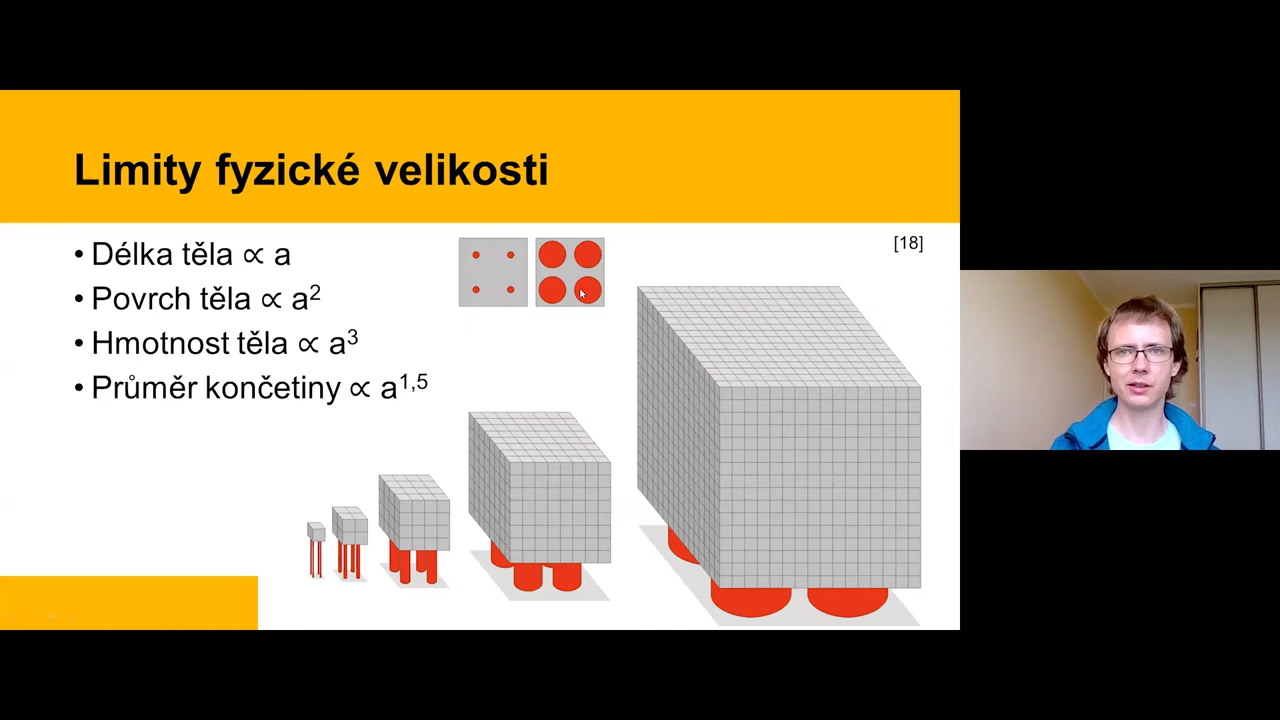 Limity fyzické velikosti
[18]
• Délka těla ∝ a
• Povrch těla ∝ a²
• Hmotnost těla ∝ a³
• Průměr končetiny ∝ a¹,⁵